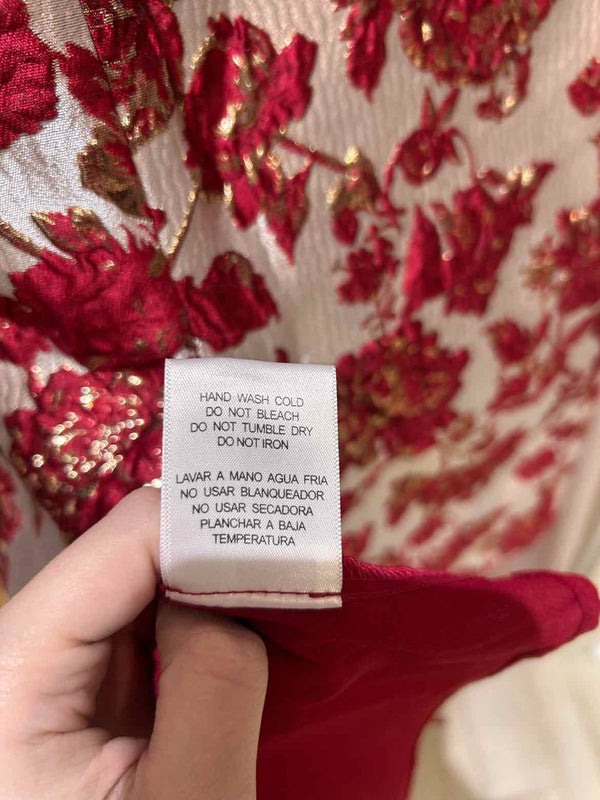 HAND WASH COLD
DO NOT BLEACH
DO NOT TUMBLE DRY
DO NOT IRON
LAVAR A MANO AGUA FRIA
NO USAR BLANQUEADOR
NO USAR SECADORA
PLANCHAR A BAJA
TEMPERATURA